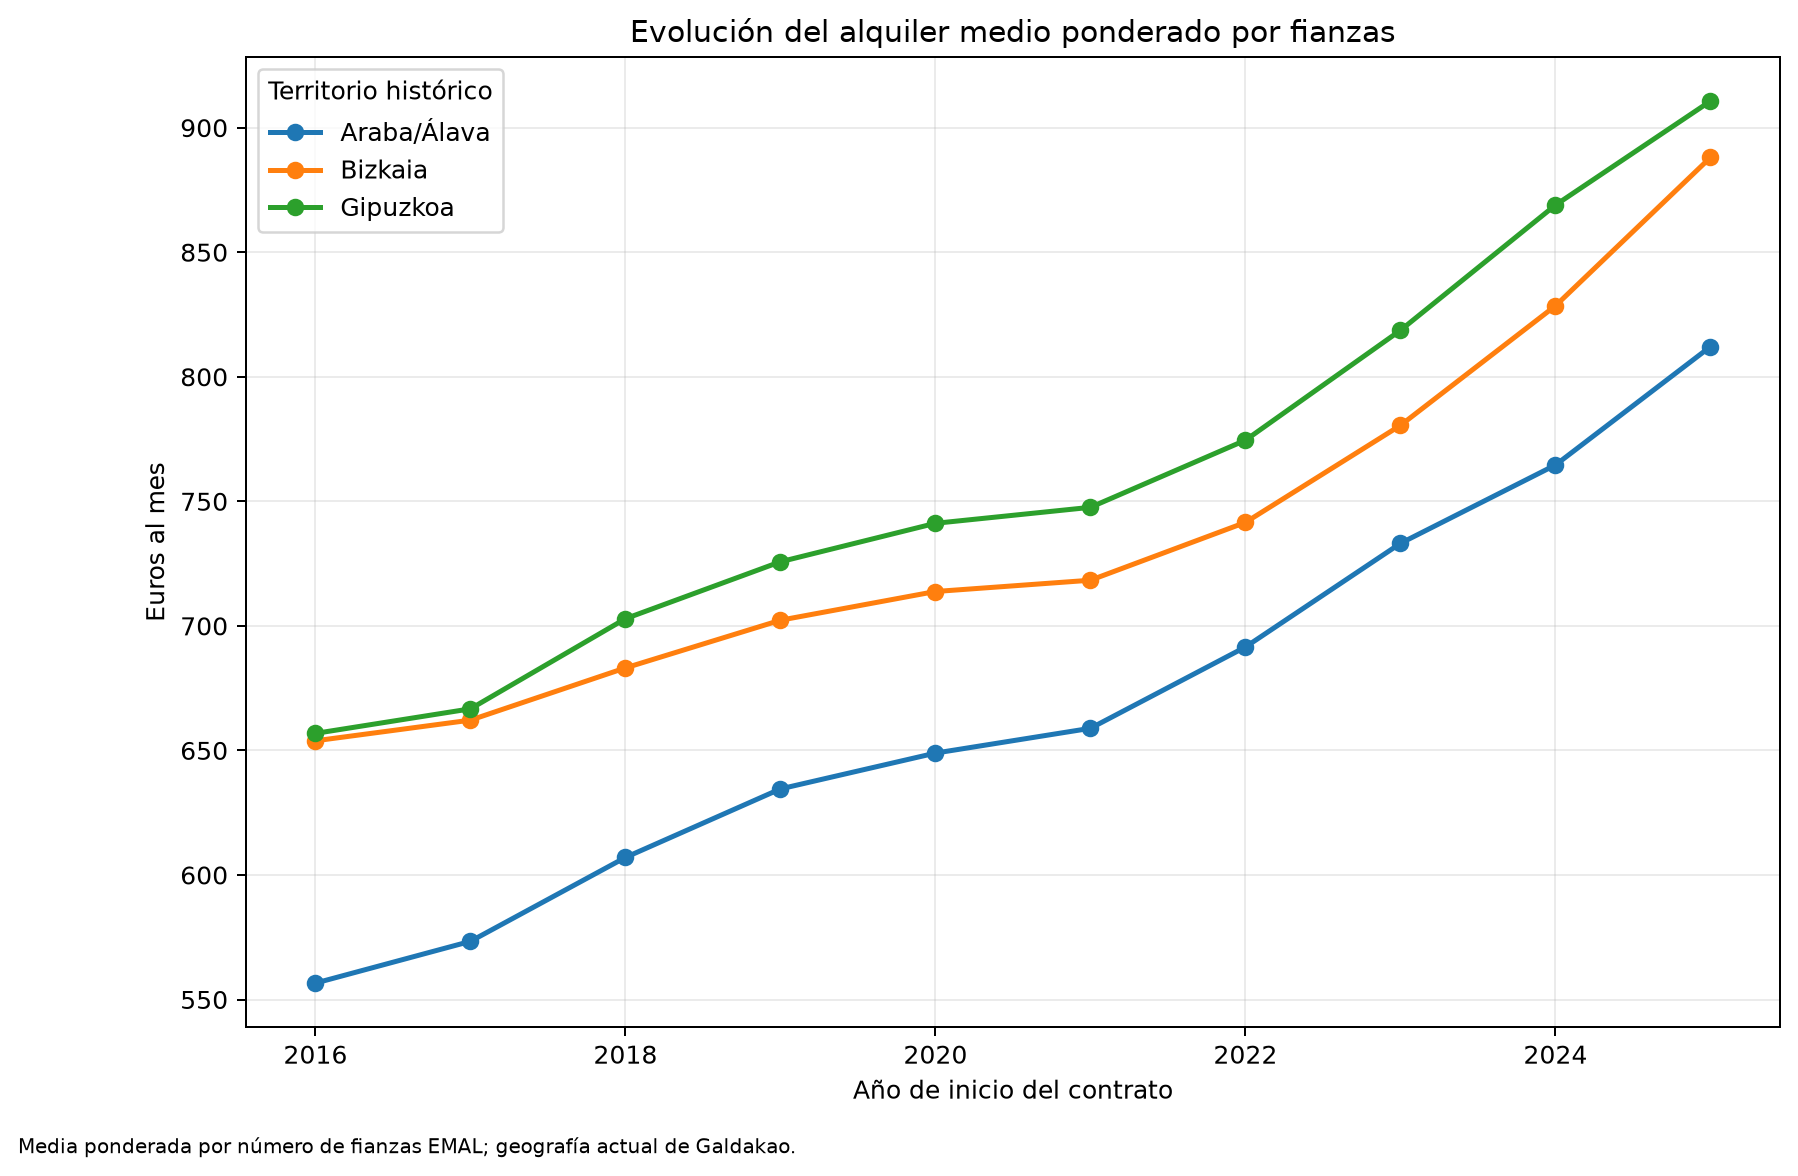 Evolución del alquiler medio ponderado por fianzas
Territorio histórico
Araba/Álava
Bizkaia
Gipuzkoa
Euros al mes
900
850
800
750
700
650
600
550
2016
2018
2020
2022
2024
Año de inicio del contrato
Media ponderada por número de fianzas EMAL; geografía actual de Galdakao.